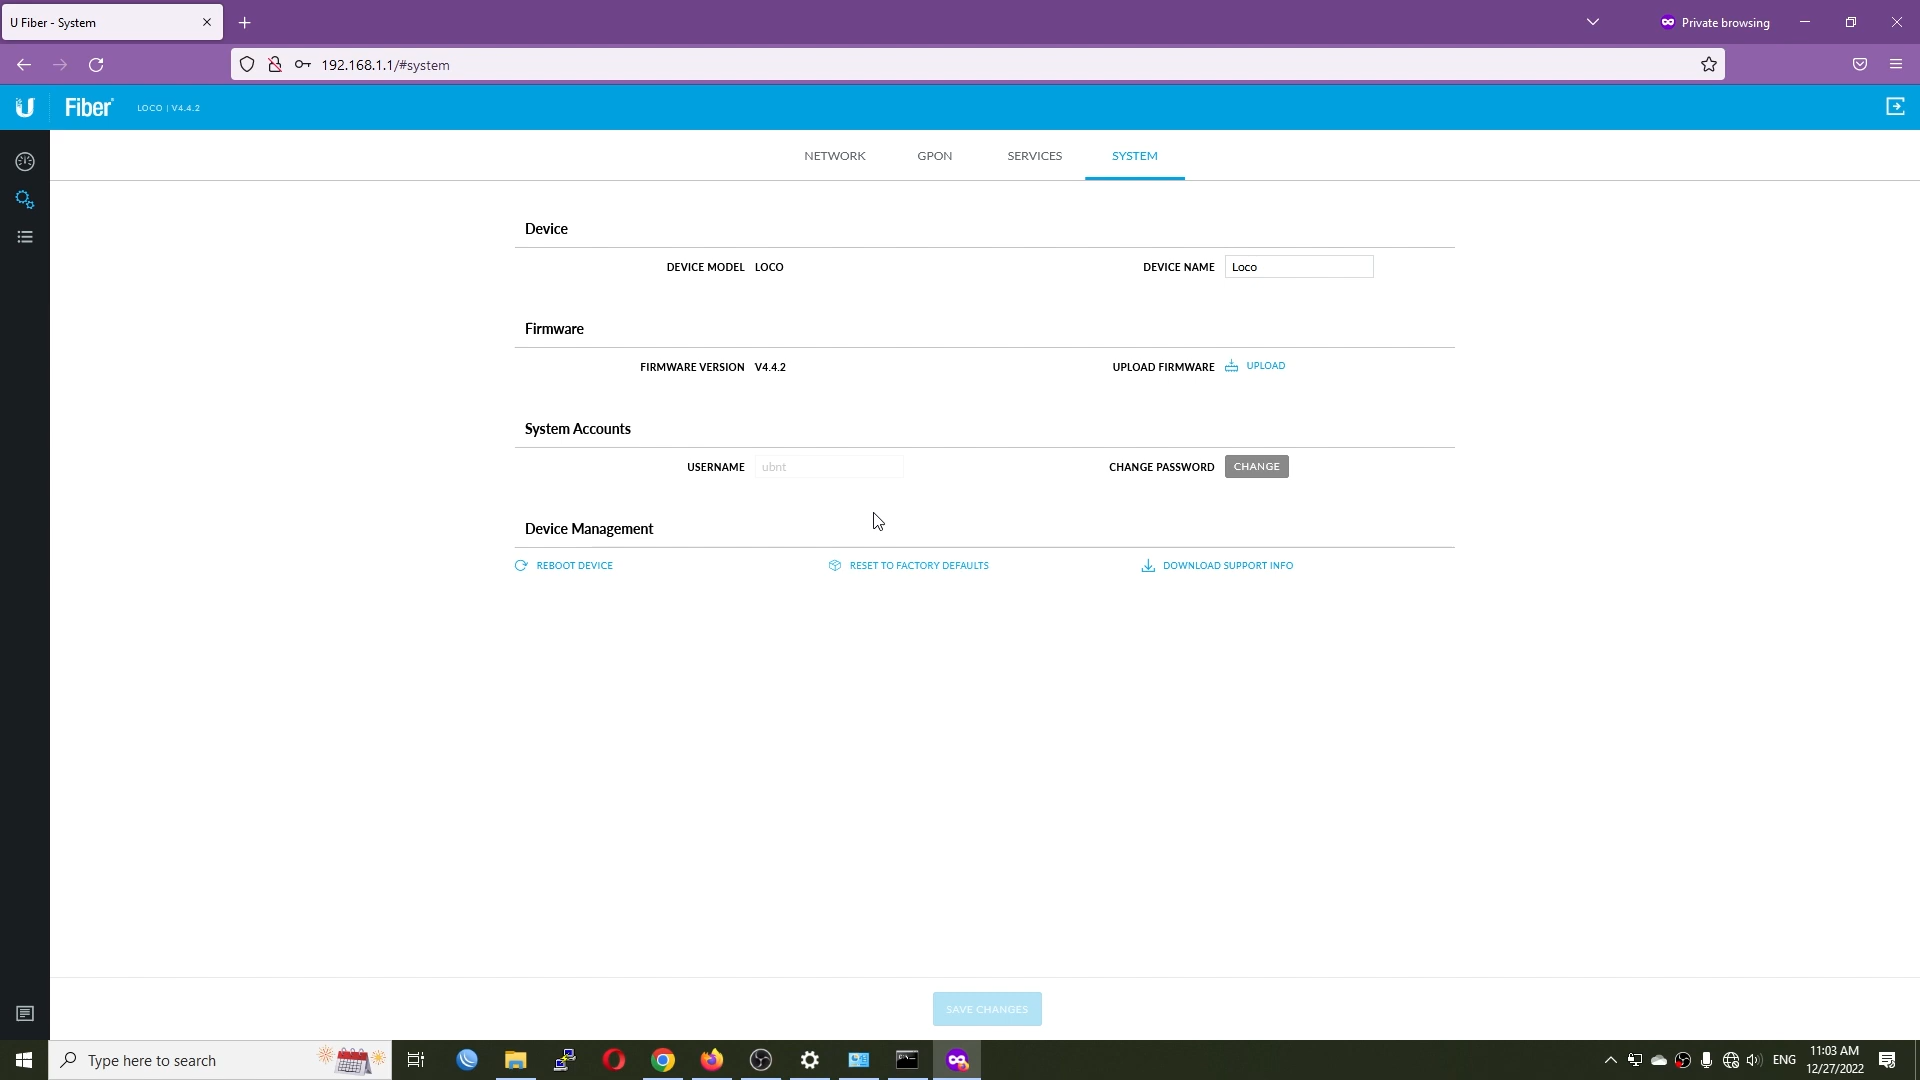 U Fiber - System
Private browsing
192.168.1.1/#system
U Fiber LOCO | V4.4.2
NETWORK GPON SERVICES SYSTEM
Device
DEVICE MODEL LOCO DEVICE NAME Loco
Firmware
FIRMWARE VERSION V4.4.2 UPLOAD FIRMWARE UPLOAD
System Accounts
USERNAME ubnt CHANGE PASSWORD CHANGE
Device Management
REBOOT DEVICE RESET TO FACTORY DEFAULTS DOWNLOAD SUPPORT INFO
SAVE CHANGES
Type here to search
ENG
11:03 AM
12/27/2022